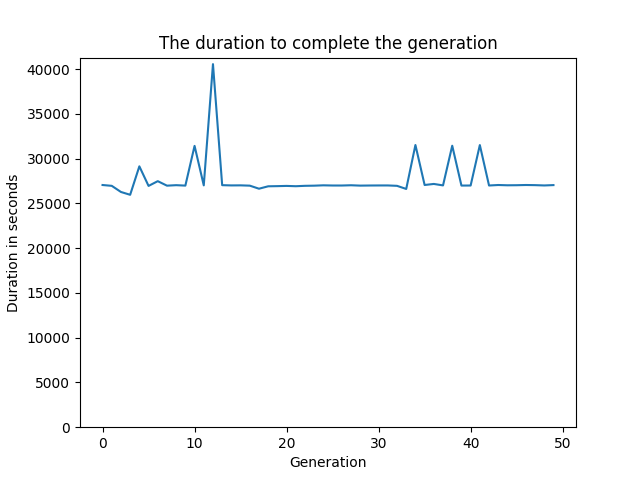 The duration to complete the generation
40000
35000
30000
25000
20000
15000
10000
5000
0
Duration in seconds
0 10 20 30 40 50
Generation